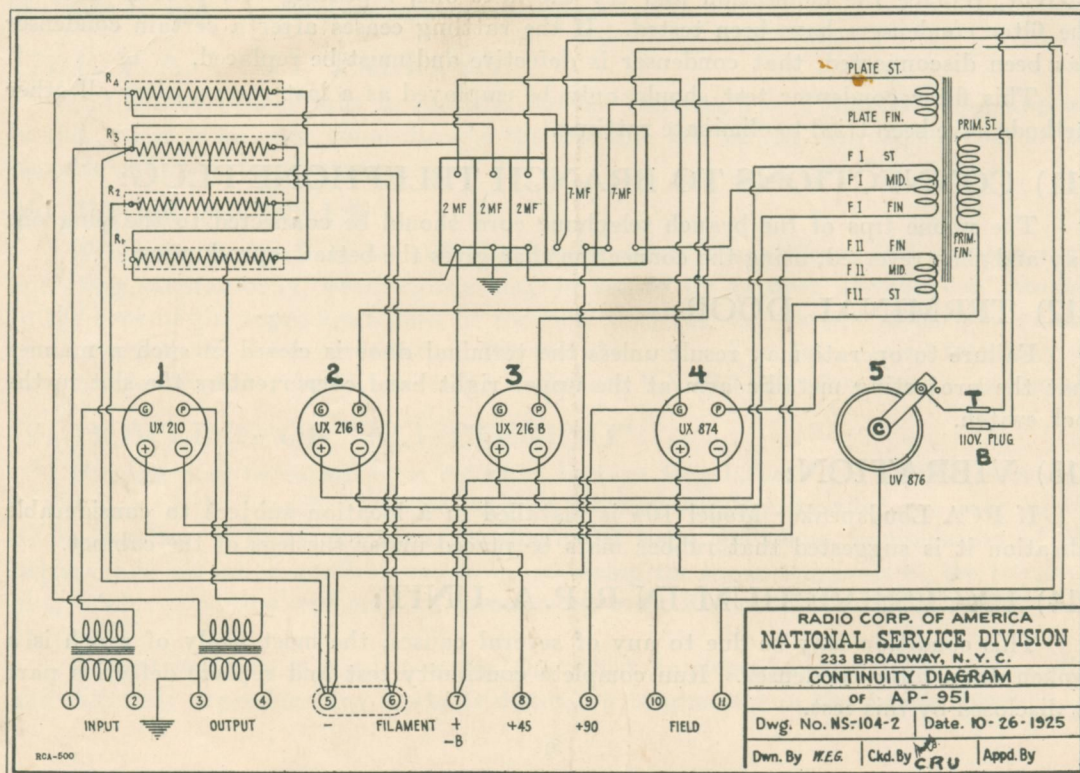 PLATE ST.
PLATE FIN.
PRIM. ST.
F I ST
F I MID.
F I FIN
F II FIN
F II MID.
F II ST
PRIM. FIN.
R4
R3
R2
R1
2 MF
2 MF
2 MF
7-MF
7-MF
1
2
3
4
5
G P
UX 210
+ −
G P
UX 216 B
+ −
G P
UX 216 B
+ −
G P
UX 874
+ −
C
UV 876
T
110V. PLUG
B
1
2
3
4
5
6
7
8
9
10
11
INPUT
OUTPUT
-
FILAMENT
+
-B
+45
+90
FIELD
RCA-500
RADIO CORP. OF AMERICA
NATIONAL SERVICE DIVISION
233 BROADWAY, N. Y. C.
CONTINUITY DIAGRAM
OF AP-951
Dwg. No. NS-104-2 Date. 10-26-1925
Dwn. By W.E.G. Ckd. By CRU Appd. By